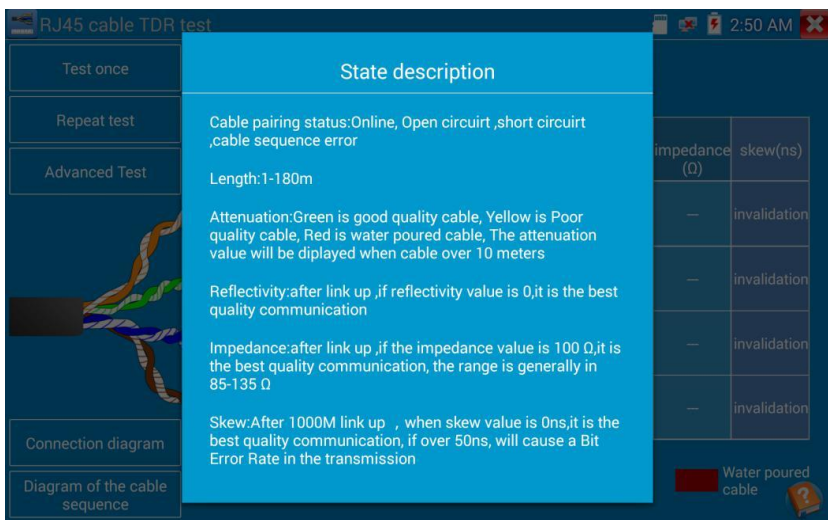 RJ45 cable TDR test
2:50 AM
Test once
Repeat test
Advanced Test
Connection diagram
Diagram of the cable
sequence
State description
Cable pairing status:Online, Open circuirt ,short circuirt
,cable sequence error
Length:1-180m
Attenuation:Green is good quality cable, Yellow is Poor
quality cable, Red is water poured cable, The attenuation
value will be diplayed when cable over 10 meters
Reflectivity:after link up ,if reflectivity value is 0,it is the best
quality communication
Impedance:after link up ,if the impedance value is 100 Ω,it is
the best quality communication, the range is generally in
85-135 Ω
Skew:After 1000M link up , when skew value is 0ns,it is the
best quality communication, if over 50ns, will cause a Bit
Error Rate in the transmission
impedance
(Ω)
skew(ns)
— invalidation
— invalidation
— invalidation
— invalidation
Water poured
cable
?